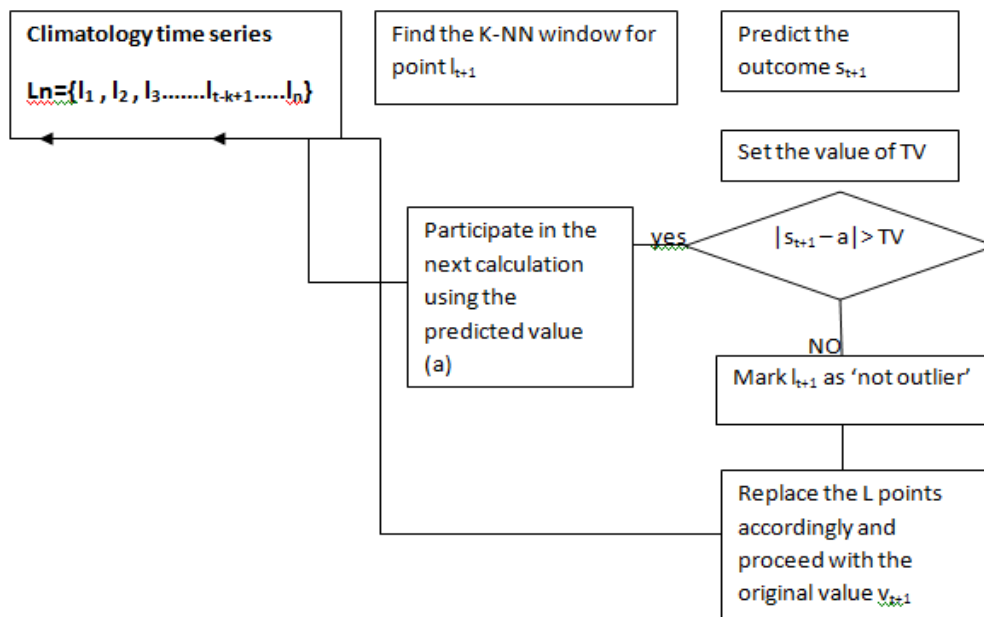 Climatology time series
Ln={l₁ , l₂ , l₃.......lₜ₋ₖ₊₁.....lₙ}
Find the K-NN window for
point lₜ₊₁
Predict the
outcome sₜ₊₁
Set the value of TV
|sₜ₊₁ – a|> TV
yes
Participate in the
next calculation
using the
predicted value
(a)
NO
Mark lₜ₊₁ as ‘not outlier’
Replace the L points
accordingly and
proceed with the
original value vₜ₊₁